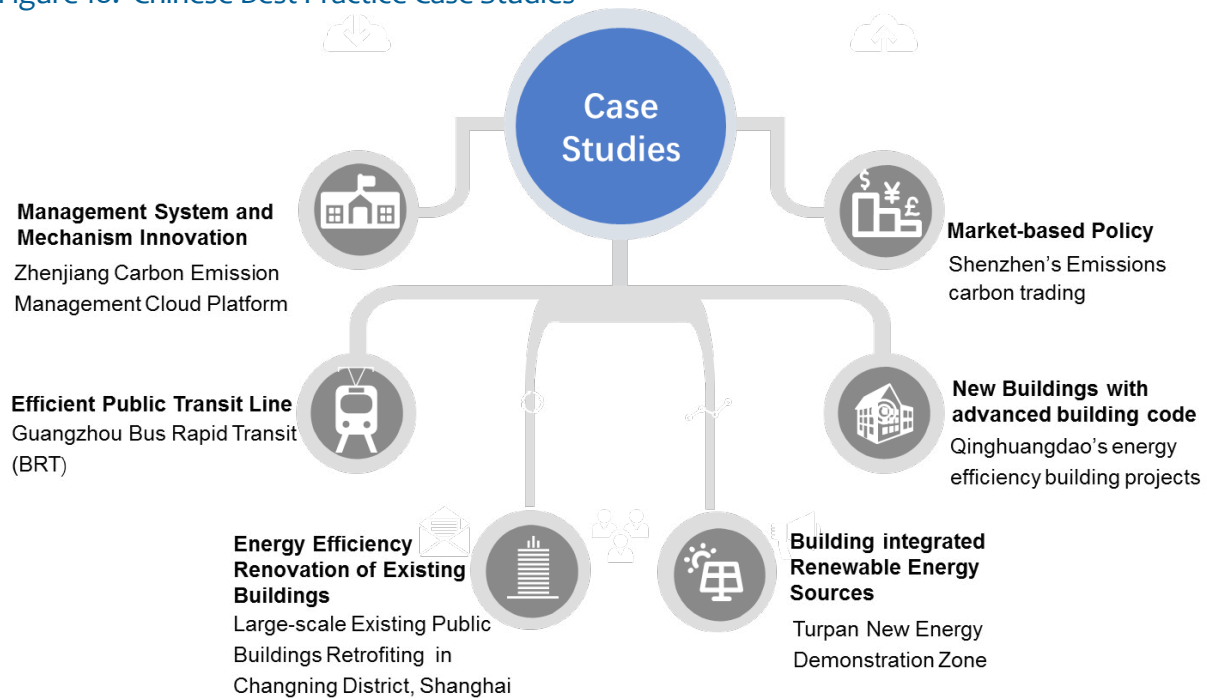 Figure 16: Chinese Best Practice Case Studies
Case
Studies
Management System and
Mechanism Innovation
Zhenjiang Carbon Emission
Management Cloud Platform
$ ¥ £
Market-based Policy
Shenzhen's Emissions
carbon trading
Efficient Public Transit Line
Guangzhou Bus Rapid Transit
(BRT)
New Buildings with
advanced building code
Qinghuangdao's energy
efficiency building projects
Energy Efficiency
Renovation of Existing
Buildings
Large-scale Existing Public
Buildings Retrofiting in
Changning District, Shanghai
Building integrated
Renewable Energy
Sources
Turpan New Energy
Demonstration Zone